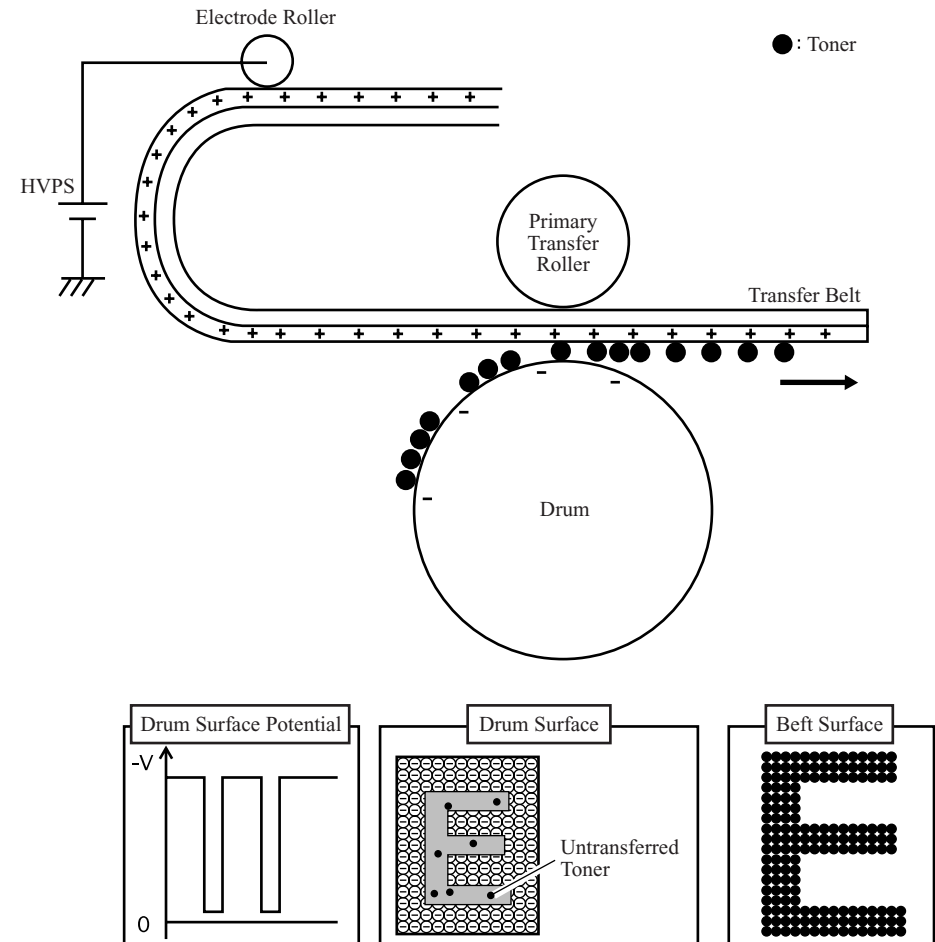 Electrode Roller
●: Toner
HVPS
Primary
Transfer
Roller
Transfer Belt
Drum
Drum Surface Potential
Drum Surface
Beft Surface
-V
0
Untransferred
Toner